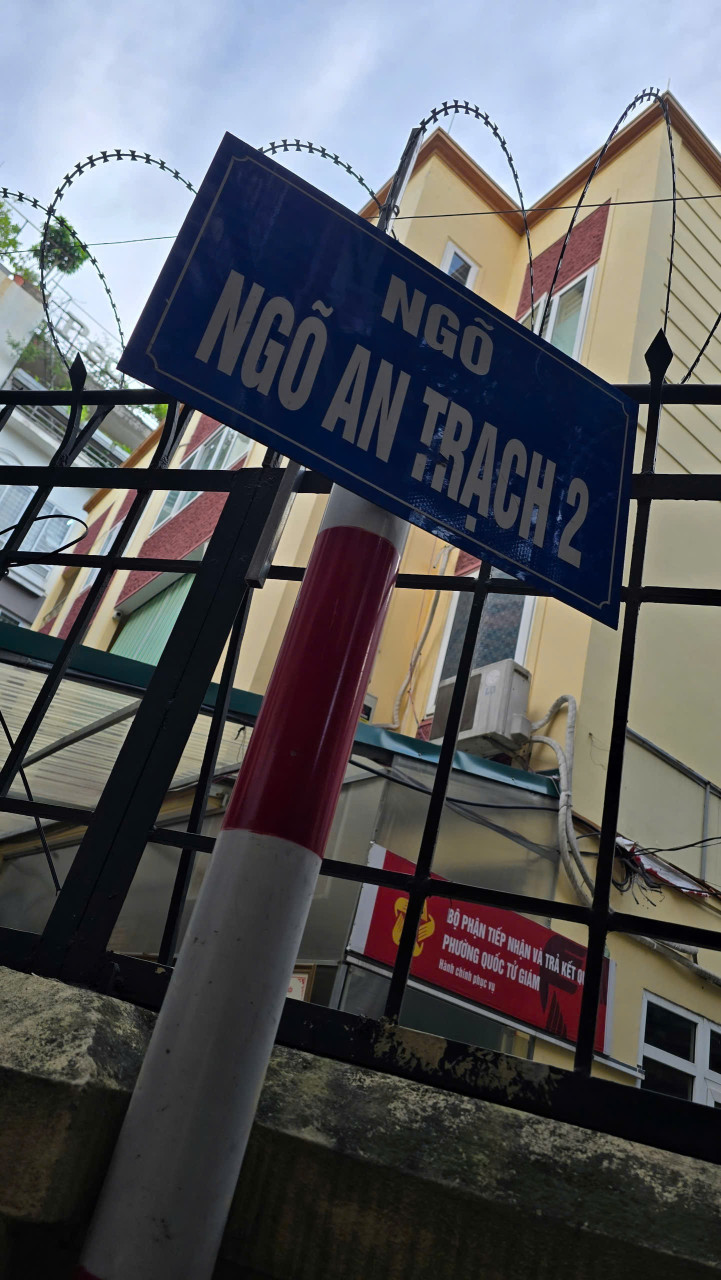 NGÕ
NGÕ AN TRẠCH 2
BỘ PHẬN TIẾP NHẬN VÀ TRẢ KẾT
PHƯỜNG QUỐC TỬ GIÁM
Hành chính phục vụ